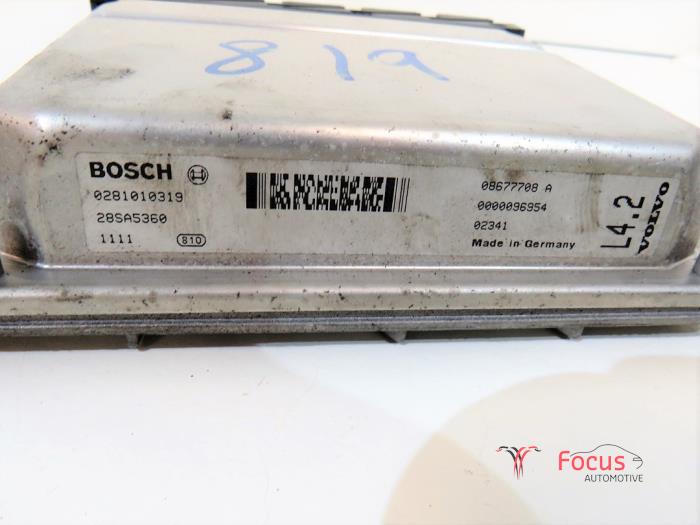 819
BOSCH
0281010319
28SA5360
1111 810
08677708 A
0000096954
02341
Made in Germany
L4.2
VOLVO
Focus
AUTOMOTIVE